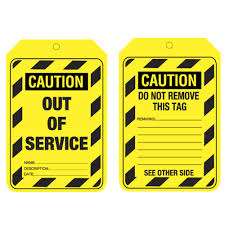 CAUTION
OUT OF
SERVICE
NAME:
DESCRIPTION:
DATE:
CAUTION
DO NOT REMOVE
THIS TAG
REMARKS:
SEE OTHER SIDE